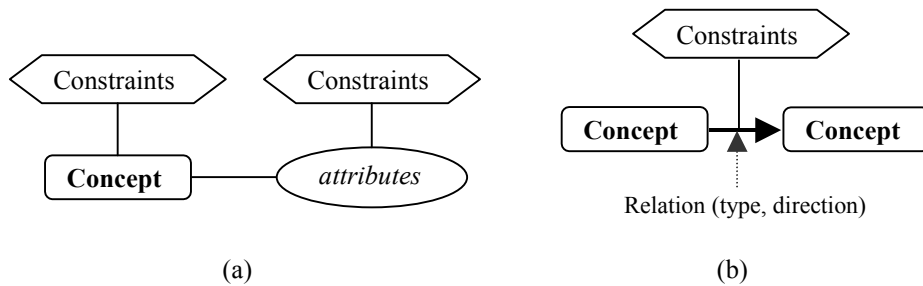 Constraints
Constraints
Concept
attributes
(a)
Constraints
Concept
Concept
Relation (type, direction)
(b)